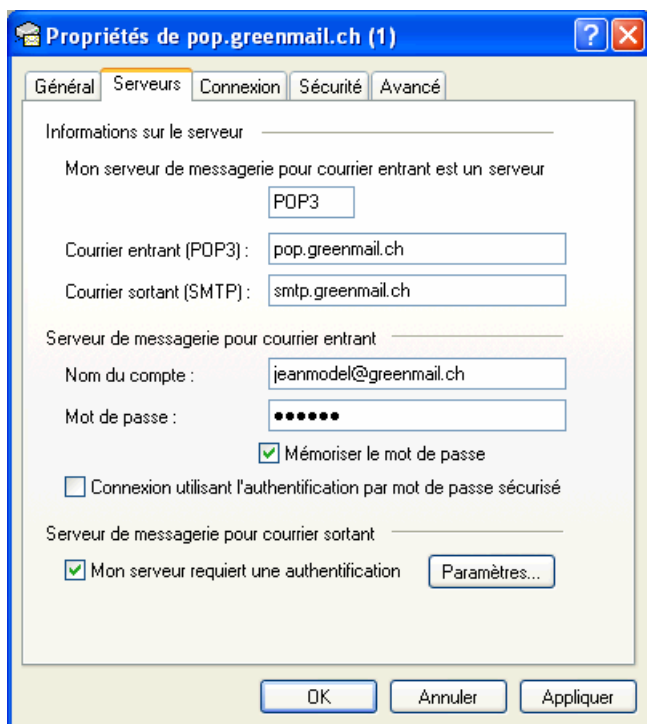 Propriétés de pop.greenmail.ch (1)
Général Serveurs Connexion Sécurité Avancé
Informations sur le serveur
Mon serveur de messagerie pour courrier entrant est un serveur
POP3
Courrier entrant (POP3) : pop.greenmail.ch
Courrier sortant (SMTP) : smtp.greenmail.ch
Serveur de messagerie pour courrier entrant
Nom du compte : jeanmodel@greenmail.ch
Mot de passe : ●●●●●●
Mémoriser le mot de passe
Connexion utilisant l'authentification par mot de passe sécurisé
Serveur de messagerie pour courrier sortant
Mon serveur requiert une authentification Paramètres...
OK Annuler Appliquer